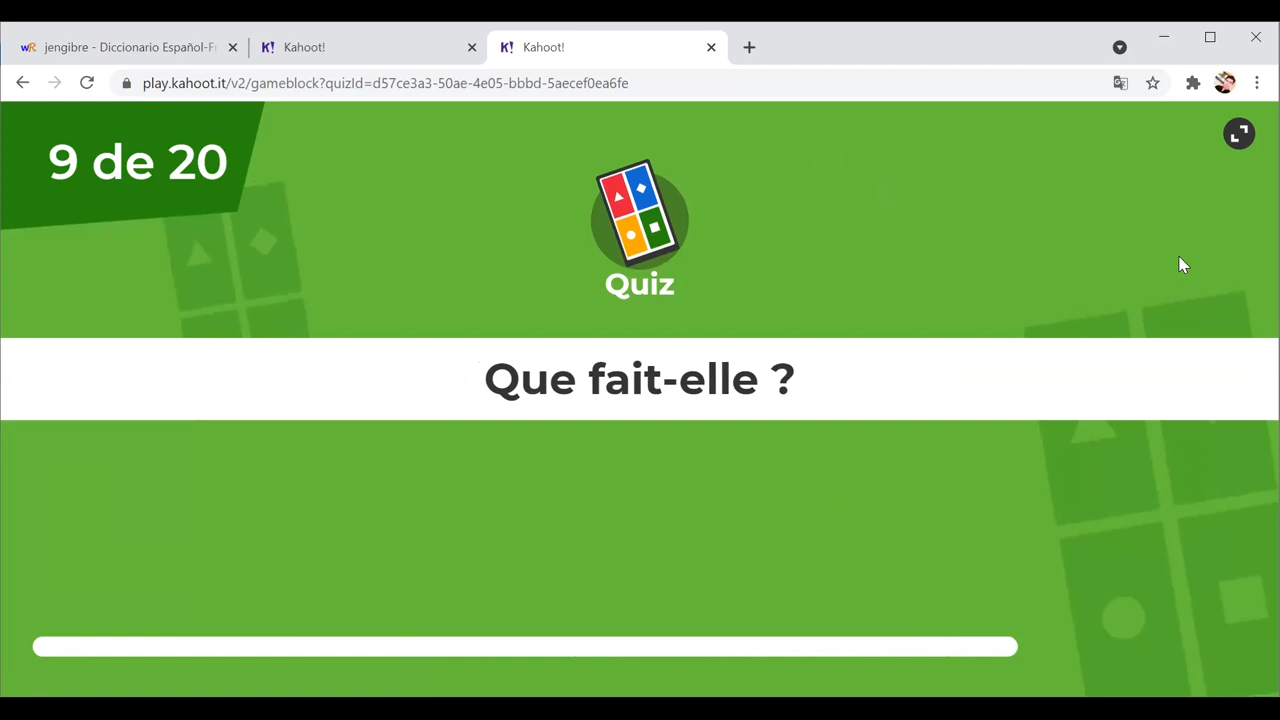 jengibre - Diccionario Español-Fr
Kahoot!
Kahoot!
play.kahoot.it/v2/gameblock?quizId=d57ce3a3-50ae-4e05-bbbd-5aecef0ea6fe
9 de 20
Quiz
Que fait-elle ?